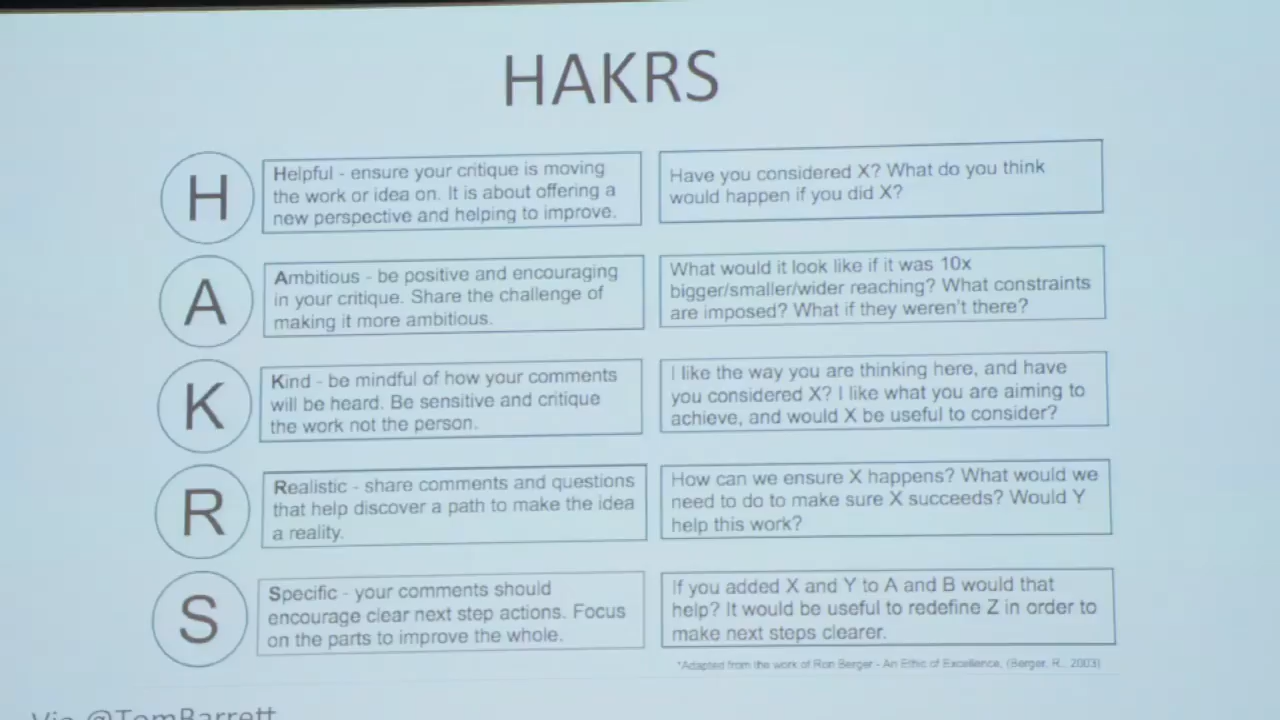 HAKRS
H
Helpful - ensure your critique is moving
the work or idea on. It is about offering a
new perspective and helping to improve.
Have you considered X? What do you think
would happen if you did X?
A
Ambitious - be positive and encouraging
in your critique. Share the challenge of
making it more ambitious.
What would it look like if it was 10x
bigger/smaller/wider reaching? What constraints
are imposed? What if they weren't there?
K
Kind - be mindful of how your comments
will be heard. Be sensitive and critique
the work not the person.
I like the way you are thinking here, and have
you considered X? I like what you are aiming to
achieve, and would X be useful to consider?
R
Realistic - share comments and questions
that help discover a path to make the idea
a reality.
How can we ensure X happens? What would we
need to do to make sure X succeeds? Would Y
help this work?
S
Specific - your comments should
encourage clear next step actions. Focus
on the parts to improve the whole.
If you added X and Y to A and B would that
help? It would be useful to redefine Z in order to
make next steps clearer.
*Adapted from the work of Ron Berger - An Ethic of Excellence, (Berger, R., 2003)
Via @TomBarrett